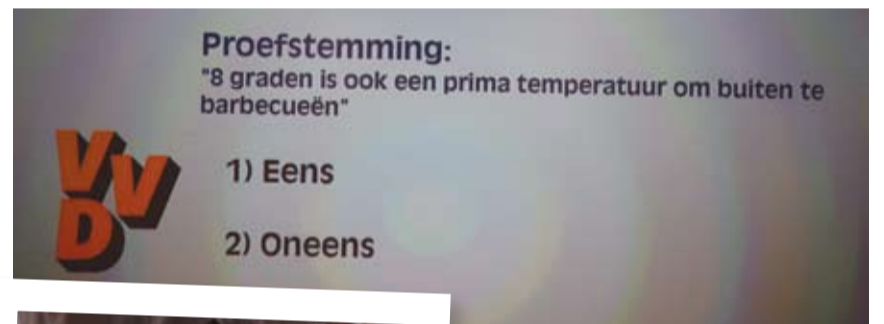 Proefstemming:
"8 graden is ook een prima temperatuur om buiten te
barbecueën"
1) Eens
2) Oneens
VVD